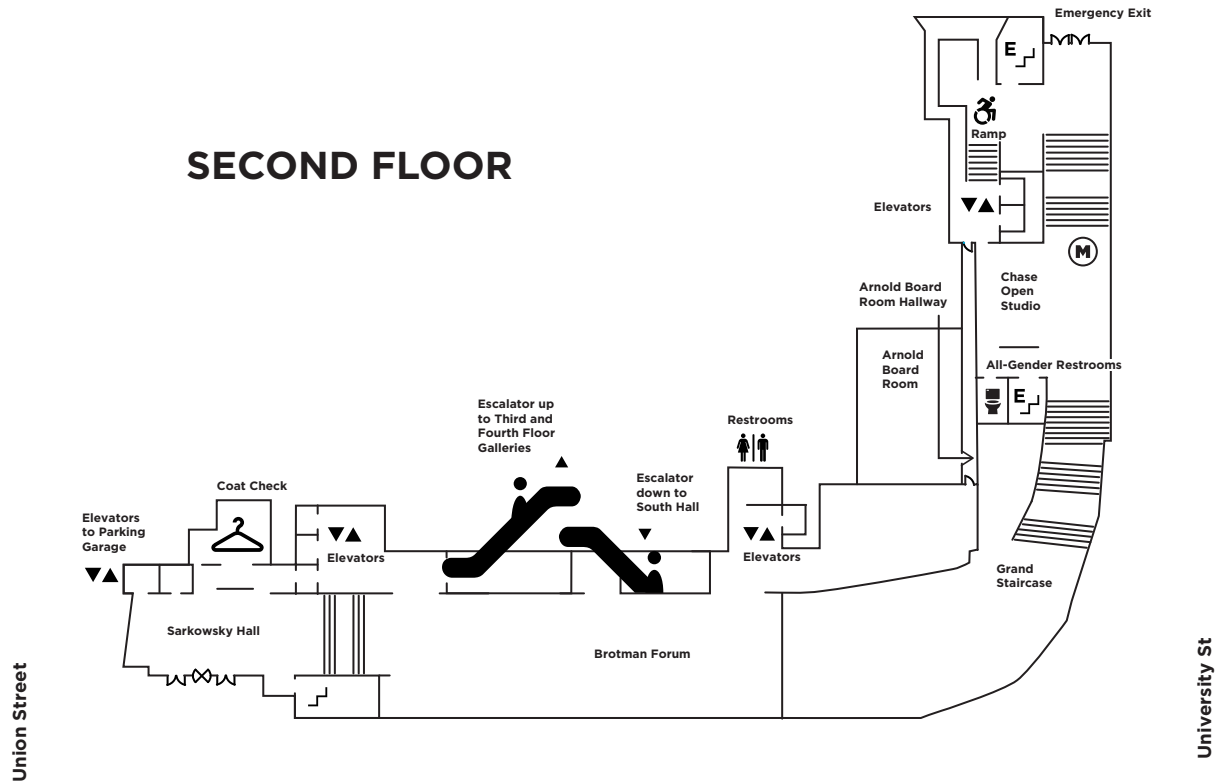 Emergency Exit
E
SECOND FLOOR
Ramp
Elevators
M
Chase
Open
Studio
Arnold Board
Room Hallway
Arnold
Board
Room
All-Gender Restrooms
E
Escalator up
to Third and
Fourth Floor
Galleries
Restrooms
Escalator
down to
South Hall
Coat Check
Elevators
to Parking
Garage
Elevators
Elevators
Grand
Staircase
Sarkowsky Hall
Brotman Forum
Union Street
University St